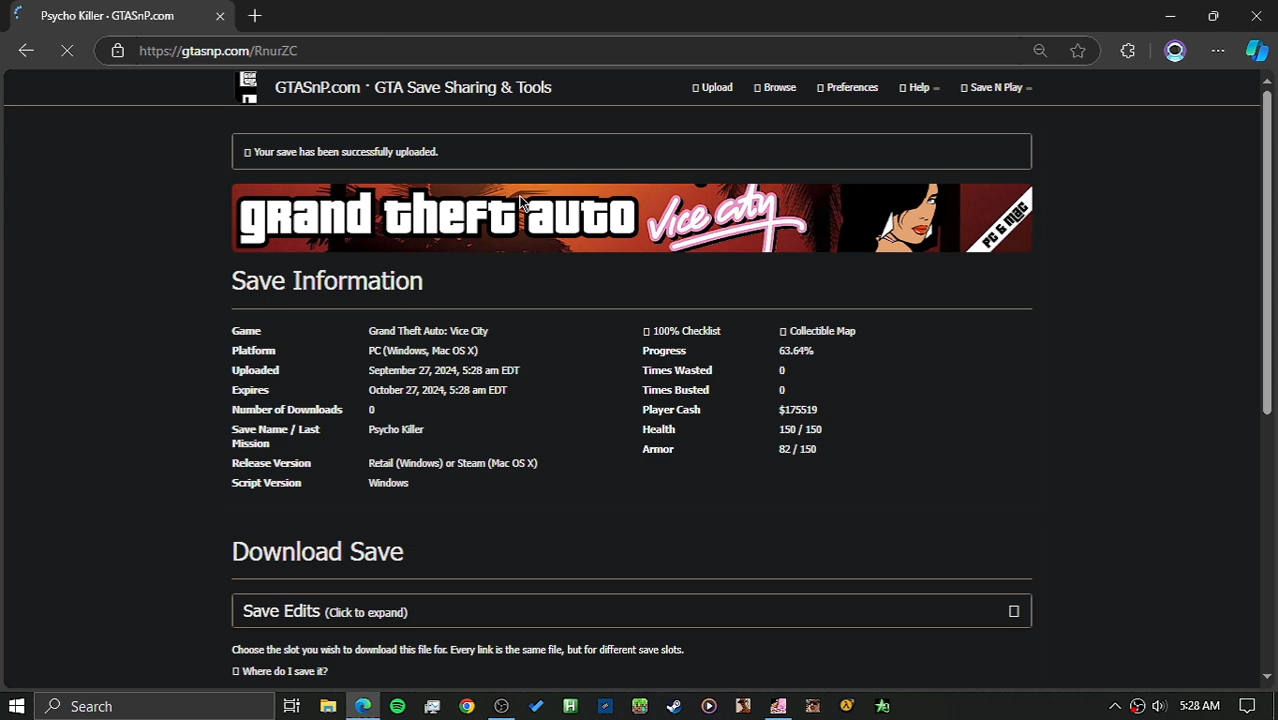 Psycho Killer · GTASnP.com
https://gtasnp.com/RnurZC
GTASnP.com · GTA Save Sharing & Tools
Upload
Browse
Preferences
Help
Save N Play
Your save has been successfully uploaded.
grand theft auto vice city
PC & MAC
Save Information
Game Grand Theft Auto: Vice City
Platform PC (Windows, Mac OS X)
Uploaded September 27, 2024, 5:28 am EDT
Expires October 27, 2024, 5:28 am EDT
Number of Downloads 0
Save Name / Last
Mission
Psycho Killer
Release Version Retail (Windows) or Steam (Mac OS X)
Script Version Windows
100% Checklist Collectible Map
Progress 63.64%
Times Wasted 0
Times Busted 0
Player Cash $175519
Health 150 / 150
Armor 82 / 150
Download Save
Save Edits (Click to expand)
Choose the slot you wish to download this file for. Every link is the same file, but for different save slots.
Where do I save it?
Search
5:28 AM